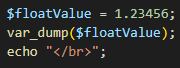 $floatValue = 1.23456;
var_dump($floatValue);
echo "</br>";